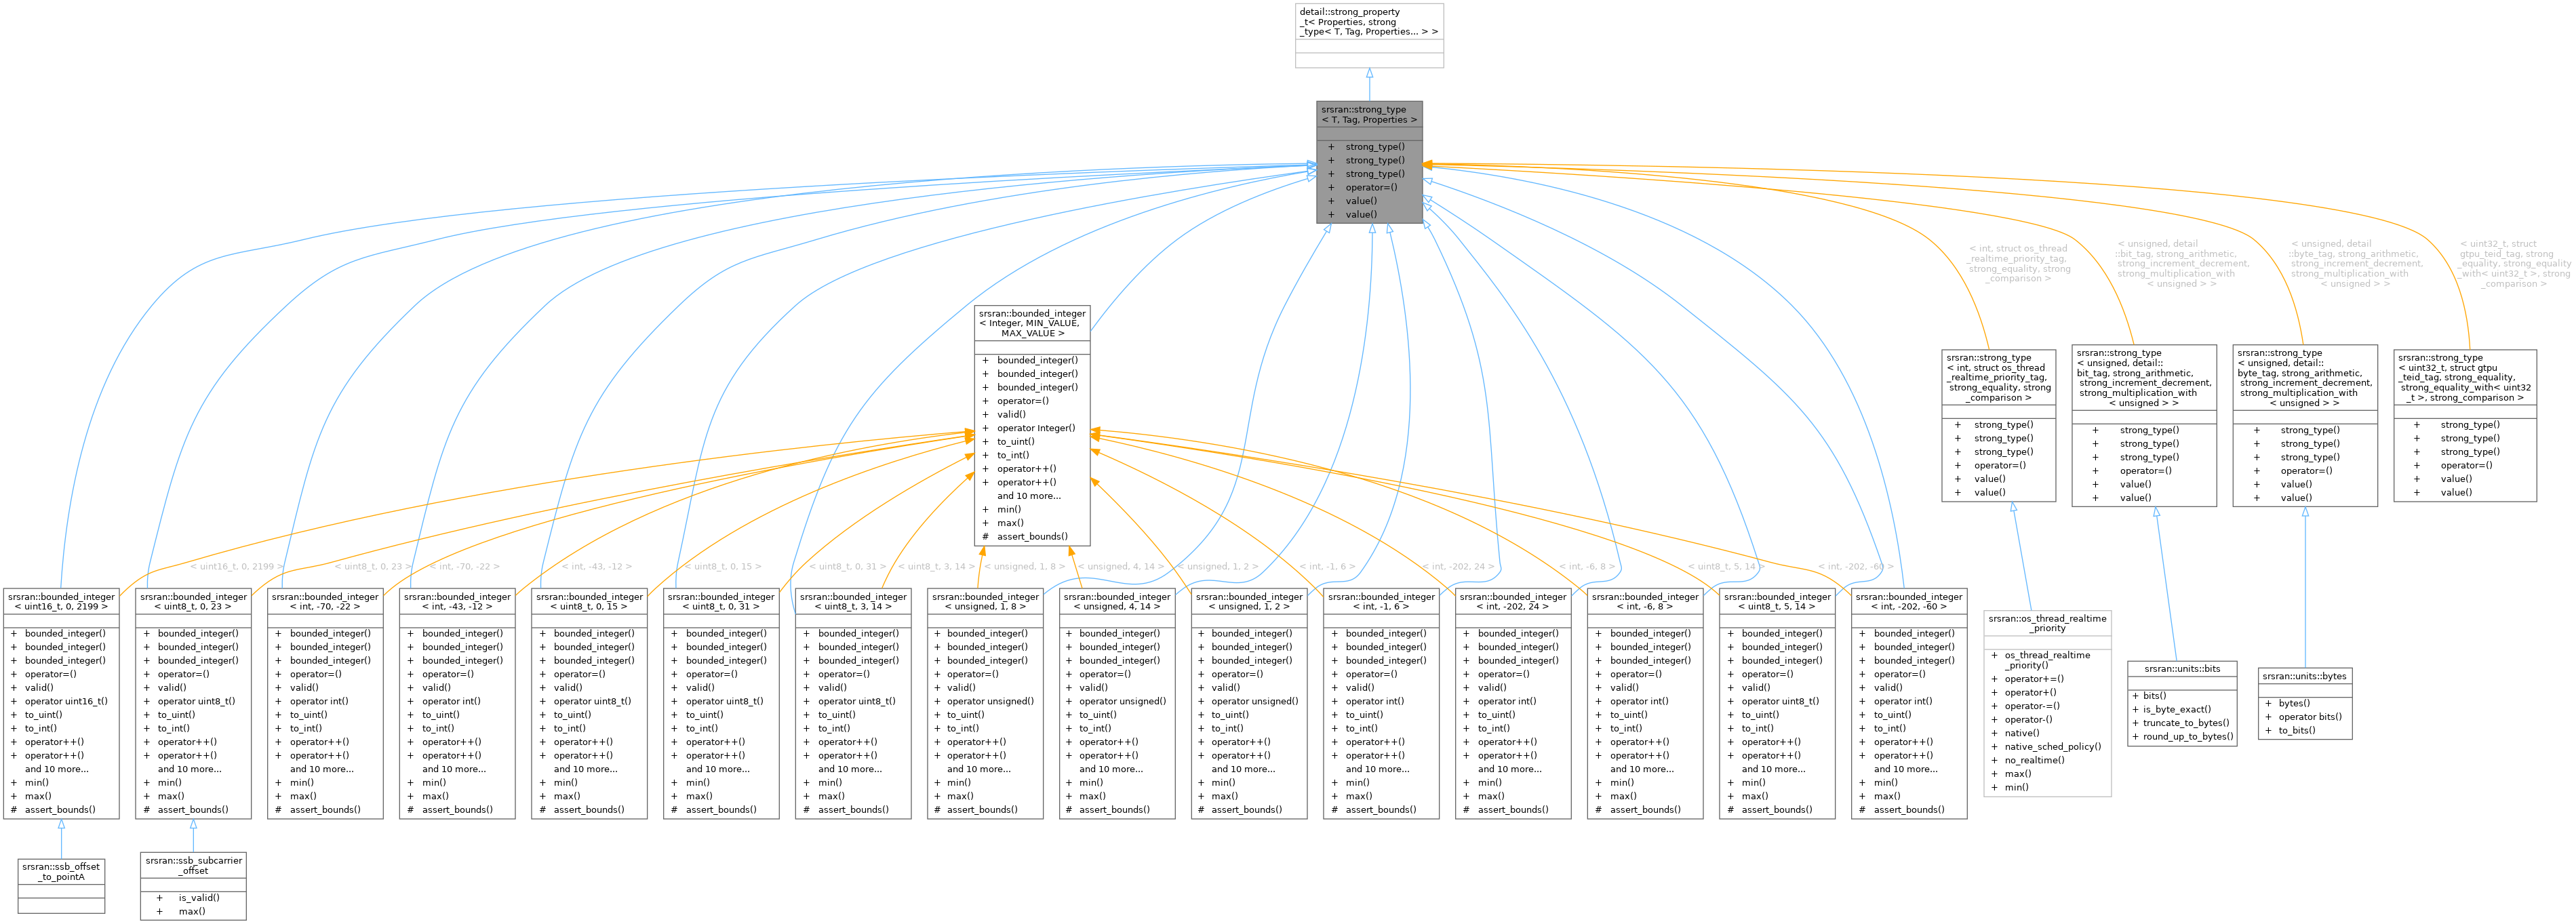 detail::strong_property
_t< Properties, strong
_type< T, Tag, Properties... > >
srsran::strong_type
< T, Tag, Properties >
+ strong_type()
+ strong_type()
+ strong_type()
+ operator=()
+ value()
+ value()
< int, struct os_thread
_realtime_priority_tag,
strong_equality, strong
_comparison >
< unsigned, detail
::bit_tag, strong_arithmetic,
strong_increment_decrement,
strong_multiplication_with
< unsigned > >
< unsigned, detail
::byte_tag, strong_arithmetic,
strong_increment_decrement,
strong_multiplication_with
< unsigned > >
< uint32_t, struct
gtpu_teid_tag, strong
_equality, strong_equality
_with< uint32_t >, strong
_comparison >
srsran::bounded_integer
< Integer, MIN_VALUE,
MAX_VALUE >
+ bounded_integer()
+ bounded_integer()
+ bounded_integer()
+ operator=()
+ valid()
+ operator Integer()
+ to_uint()
+ to_int()
+ operator++()
+ operator++()
and 10 more...
+ min()
+ max()
# assert_bounds()
srsran::strong_type
< int, struct os_thread
_realtime_priority_tag,
strong_equality, strong
_comparison >
+ strong_type()
+ strong_type()
+ strong_type()
+ operator=()
+ value()
+ value()
srsran::strong_type
< unsigned, detail::
bit_tag, strong_arithmetic,
strong_increment_decrement,
strong_multiplication_with
< unsigned > >
+ strong_type()
+ strong_type()
+ strong_type()
+ operator=()
+ value()
+ value()
srsran::strong_type
< unsigned, detail::
byte_tag, strong_arithmetic,
strong_increment_decrement,
strong_multiplication_with
< unsigned > >
+ strong_type()
+ strong_type()
+ strong_type()
+ operator=()
+ value()
+ value()
srsran::strong_type
< uint32_t, struct gtpu
_teid_tag, strong_equality,
strong_equality_with< uint32
_t >, strong_comparison >
+ strong_type()
+ strong_type()
+ strong_type()
+ operator=()
+ value()
+ value()
< uint16_t, 0, 2199 >
< uint8_t, 0, 23 >
< int, -70, -22 >
< int, -43, -12 >
< uint8_t, 0, 15 >
< uint8_t, 0, 31 >
< uint8_t, 3, 14 >
< unsigned, 1, 8 >
< unsigned, 4, 14 >
< unsigned, 1, 2 >
< int, -1, 6 >
< int, -202, 24 >
< int, -6, 8 >
< uint8_t, 5, 14 >
< int, -202, -60 >
srsran::bounded_integer
< uint16_t, 0, 2199 >
+ bounded_integer()
+ bounded_integer()
+ bounded_integer()
+ operator=()
+ valid()
+ operator uint16_t()
+ to_uint()
+ to_int()
+ operator++()
+ operator++()
and 10 more...
+ min()
+ max()
# assert_bounds()
srsran::bounded_integer
< uint8_t, 0, 23 >
+ bounded_integer()
+ bounded_integer()
+ bounded_integer()
+ operator=()
+ valid()
+ operator uint8_t()
+ to_uint()
+ to_int()
+ operator++()
+ operator++()
and 10 more...
+ min()
+ max()
# assert_bounds()
srsran::bounded_integer
< int, -70, -22 >
+ bounded_integer()
+ bounded_integer()
+ bounded_integer()
+ operator=()
+ valid()
+ operator int()
+ to_uint()
+ to_int()
+ operator++()
+ operator++()
and 10 more...
+ min()
+ max()
# assert_bounds()
srsran::bounded_integer
< int, -43, -12 >
+ bounded_integer()
+ bounded_integer()
+ bounded_integer()
+ operator=()
+ valid()
+ operator int()
+ to_uint()
+ to_int()
+ operator++()
+ operator++()
and 10 more...
+ min()
+ max()
# assert_bounds()
srsran::bounded_integer
< uint8_t, 0, 15 >
+ bounded_integer()
+ bounded_integer()
+ bounded_integer()
+ operator=()
+ valid()
+ operator uint8_t()
+ to_uint()
+ to_int()
+ operator++()
+ operator++()
and 10 more...
+ min()
+ max()
# assert_bounds()
srsran::bounded_integer
< uint8_t, 0, 31 >
+ bounded_integer()
+ bounded_integer()
+ bounded_integer()
+ operator=()
+ valid()
+ operator uint8_t()
+ to_uint()
+ to_int()
+ operator++()
+ operator++()
and 10 more...
+ min()
+ max()
# assert_bounds()
srsran::bounded_integer
< uint8_t, 3, 14 >
+ bounded_integer()
+ bounded_integer()
+ bounded_integer()
+ operator=()
+ valid()
+ operator uint8_t()
+ to_uint()
+ to_int()
+ operator++()
+ operator++()
and 10 more...
+ min()
+ max()
# assert_bounds()
srsran::bounded_integer
< unsigned, 1, 8 >
+ bounded_integer()
+ bounded_integer()
+ bounded_integer()
+ operator=()
+ valid()
+ operator unsigned()
+ to_uint()
+ to_int()
+ operator++()
+ operator++()
and 10 more...
+ min()
+ max()
# assert_bounds()
srsran::bounded_integer
< unsigned, 4, 14 >
+ bounded_integer()
+ bounded_integer()
+ bounded_integer()
+ operator=()
+ valid()
+ operator unsigned()
+ to_uint()
+ to_int()
+ operator++()
+ operator++()
and 10 more...
+ min()
+ max()
# assert_bounds()
srsran::bounded_integer
< unsigned, 1, 2 >
+ bounded_integer()
+ bounded_integer()
+ bounded_integer()
+ operator=()
+ valid()
+ operator unsigned()
+ to_uint()
+ to_int()
+ operator++()
+ operator++()
and 10 more...
+ min()
+ max()
# assert_bounds()
srsran::bounded_integer
< int, -1, 6 >
+ bounded_integer()
+ bounded_integer()
+ bounded_integer()
+ operator=()
+ valid()
+ operator int()
+ to_uint()
+ to_int()
+ operator++()
+ operator++()
and 10 more...
+ min()
+ max()
# assert_bounds()
srsran::bounded_integer
< int, -202, 24 >
+ bounded_integer()
+ bounded_integer()
+ bounded_integer()
+ operator=()
+ valid()
+ operator int()
+ to_uint()
+ to_int()
+ operator++()
+ operator++()
and 10 more...
+ min()
+ max()
# assert_bounds()
srsran::bounded_integer
< int, -6, 8 >
+ bounded_integer()
+ bounded_integer()
+ bounded_integer()
+ operator=()
+ valid()
+ operator int()
+ to_uint()
+ to_int()
+ operator++()
+ operator++()
and 10 more...
+ min()
+ max()
# assert_bounds()
srsran::bounded_integer
< uint8_t, 5, 14 >
+ bounded_integer()
+ bounded_integer()
+ bounded_integer()
+ operator=()
+ valid()
+ operator uint8_t()
+ to_uint()
+ to_int()
+ operator++()
+ operator++()
and 10 more...
+ min()
+ max()
# assert_bounds()
srsran::bounded_integer
< int, -202, -60 >
+ bounded_integer()
+ bounded_integer()
+ bounded_integer()
+ operator=()
+ valid()
+ operator int()
+ to_uint()
+ to_int()
+ operator++()
+ operator++()
and 10 more...
+ min()
+ max()
# assert_bounds()
srsran::os_thread_realtime
_priority
+ os_thread_realtime
_priority()
+ operator+=()
+ operator+()
+ operator-=()
+ operator-()
+ native()
+ native_sched_policy()
+ no_realtime()
+ max()
+ min()
srsran::units::bits
+ bits()
+ is_byte_exact()
+ truncate_to_bytes()
+ round_up_to_bytes()
srsran::units::bytes
+ bytes()
+ operator bits()
+ to_bits()
srsran::ssb_offset
_to_pointA
srsran::ssb_subcarrier
_offset
+ is_valid()
+ max()